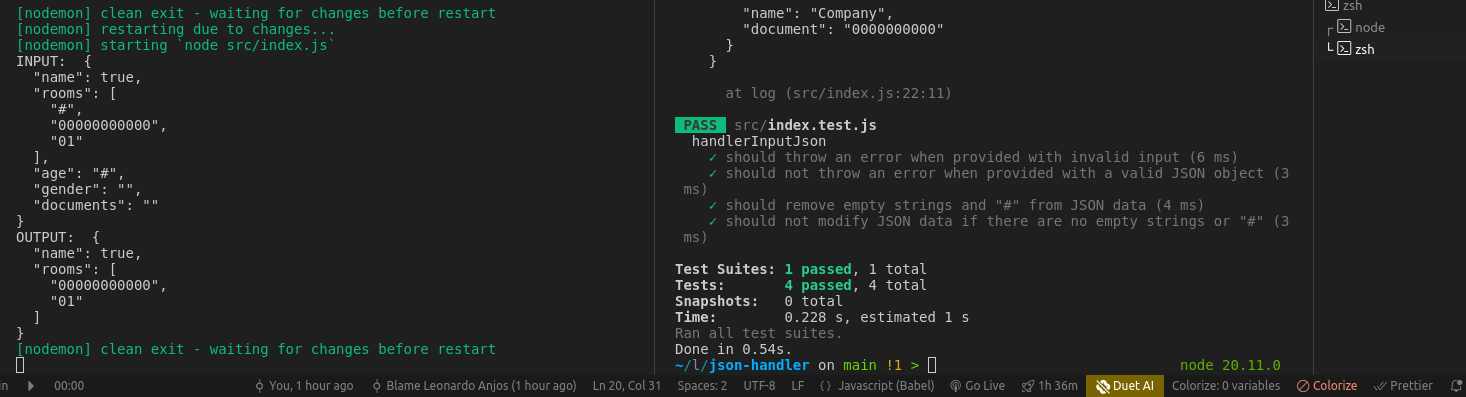 [nodemon] clean exit - waiting for changes before restart
[nodemon] restarting due to changes...
[nodemon] starting `node src/index.js`
INPUT:  {
  "name": true,
  "rooms": [
    "#",
    "00000000000",
    "01"
  ],
  "age": "#",
  "gender": "",
  "documents": ""
}
OUTPUT:  {
  "name": true,
  "rooms": [
    "00000000000",
    "01"
  ]
}
[nodemon] clean exit - waiting for changes before restart
        "name": "Company",
        "document": "0000000000"
      }
    }
      at log (src/index.js:22:11)
PASS src/index.test.js
  handlerInputJson
    ✓ should throw an error when provided with invalid input (6 ms)
    ✓ should not throw an error when provided with a valid JSON object (3
 ms)
    ✓ should remove empty strings and "#" from JSON data (4 ms)
    ✓ should not modify JSON data if there are no empty strings or "#" (3
 ms)
Test Suites: 1 passed, 1 total
Tests:       4 passed, 4 total
Snapshots:   0 total
Time:        0.228 s, estimated 1 s
Ran all test suites.
Done in 0.54s.
~/l/json-handler on main !1 > node 20.11.0
zsh
node
zsh
in 00:00 You, 1 hour ago Blame Leonardo Anjos (1 hour ago) Ln 20, Col 31 Spaces: 2 UTF-8 LF {} Javascript (Babel) Go Live 1h 36m Duet AI Colorize: 0 variables Colorize Prettier